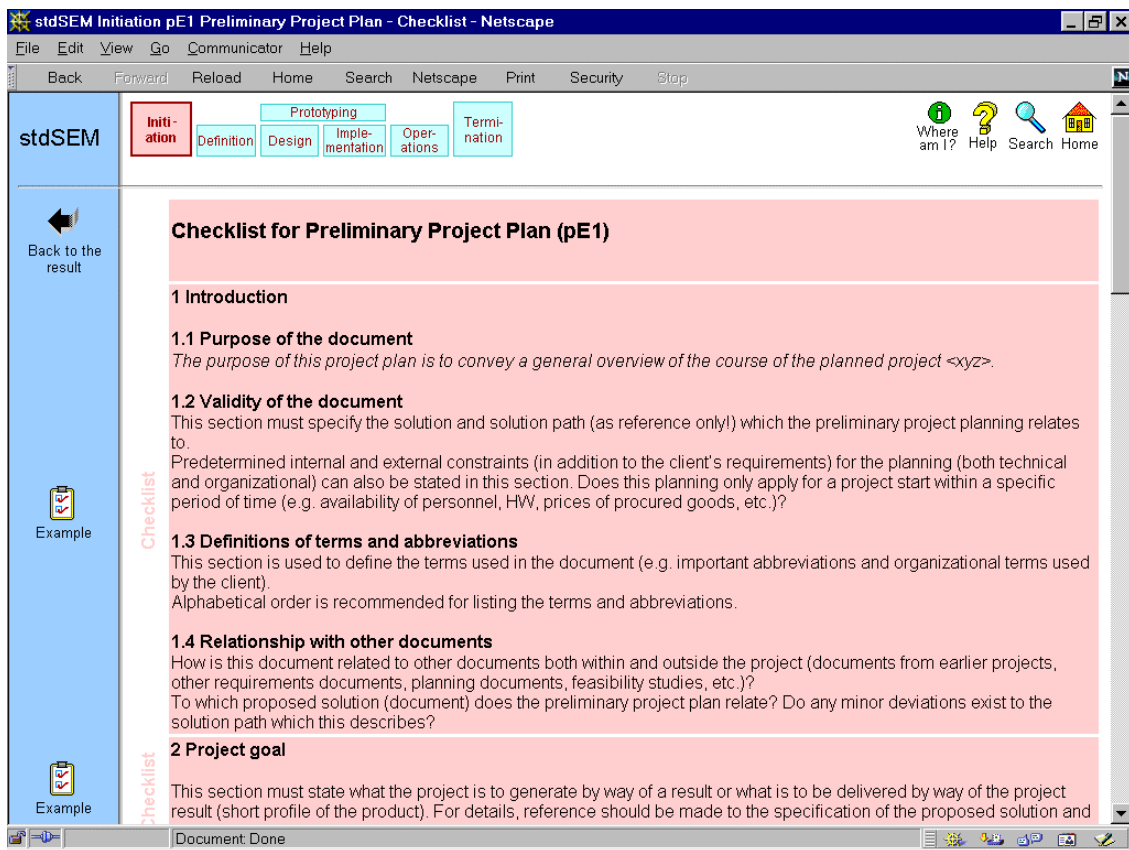 stdSEM Initiation pE1 Preliminary Project Plan - Checklist - Netscape
File Edit View Go Communicator Help
Back Forward Reload Home Search Netscape Print Security Stop
N
stdSEM
Initi-
ation
Definition
Prototyping
Design
Imple-
mentation
Oper-
ations
Termi-
nation
Where
am I?
Help
Search
Home
Back to the
result
Checklist for Preliminary Project Plan (pE1)
1 Introduction
1.1 Purpose of the document
The purpose of this project plan is to convey a general overview of the course of the planned project <xyz>.
1.2 Validity of the document
This section must specify the solution and solution path (as reference only!) which the preliminary project planning relates
to.
Predetermined internal and external constraints (in addition to the client's requirements) for the planning (both technical
and organizational) can also be stated in this section. Does this planning only apply for a project start within a specific
period of time (e.g. availability of personnel, HW, prices of procured goods, etc.)?
Checklist
Example
1.3 Definitions of terms and abbreviations
This section is used to define the terms used in the document (e.g. important abbreviations and organizational terms used
by the client).
Alphabetical order is recommended for listing the terms and abbreviations.
1.4 Relationship with other documents
How is this document related to other documents both within and outside the project (documents from earlier projects,
other requirements documents, planning documents, feasibility studies, etc.)?
To which proposed solution (document) does the preliminary project plan relate? Do any minor deviations exist to the
solution path which this describes?
2 Project goal
Checklist
Example
This section must state what the project is to generate by way of a result or what is to be delivered by way of the project
result (short profile of the product). For details, reference should be made to the specification of the proposed solution and
Document: Done